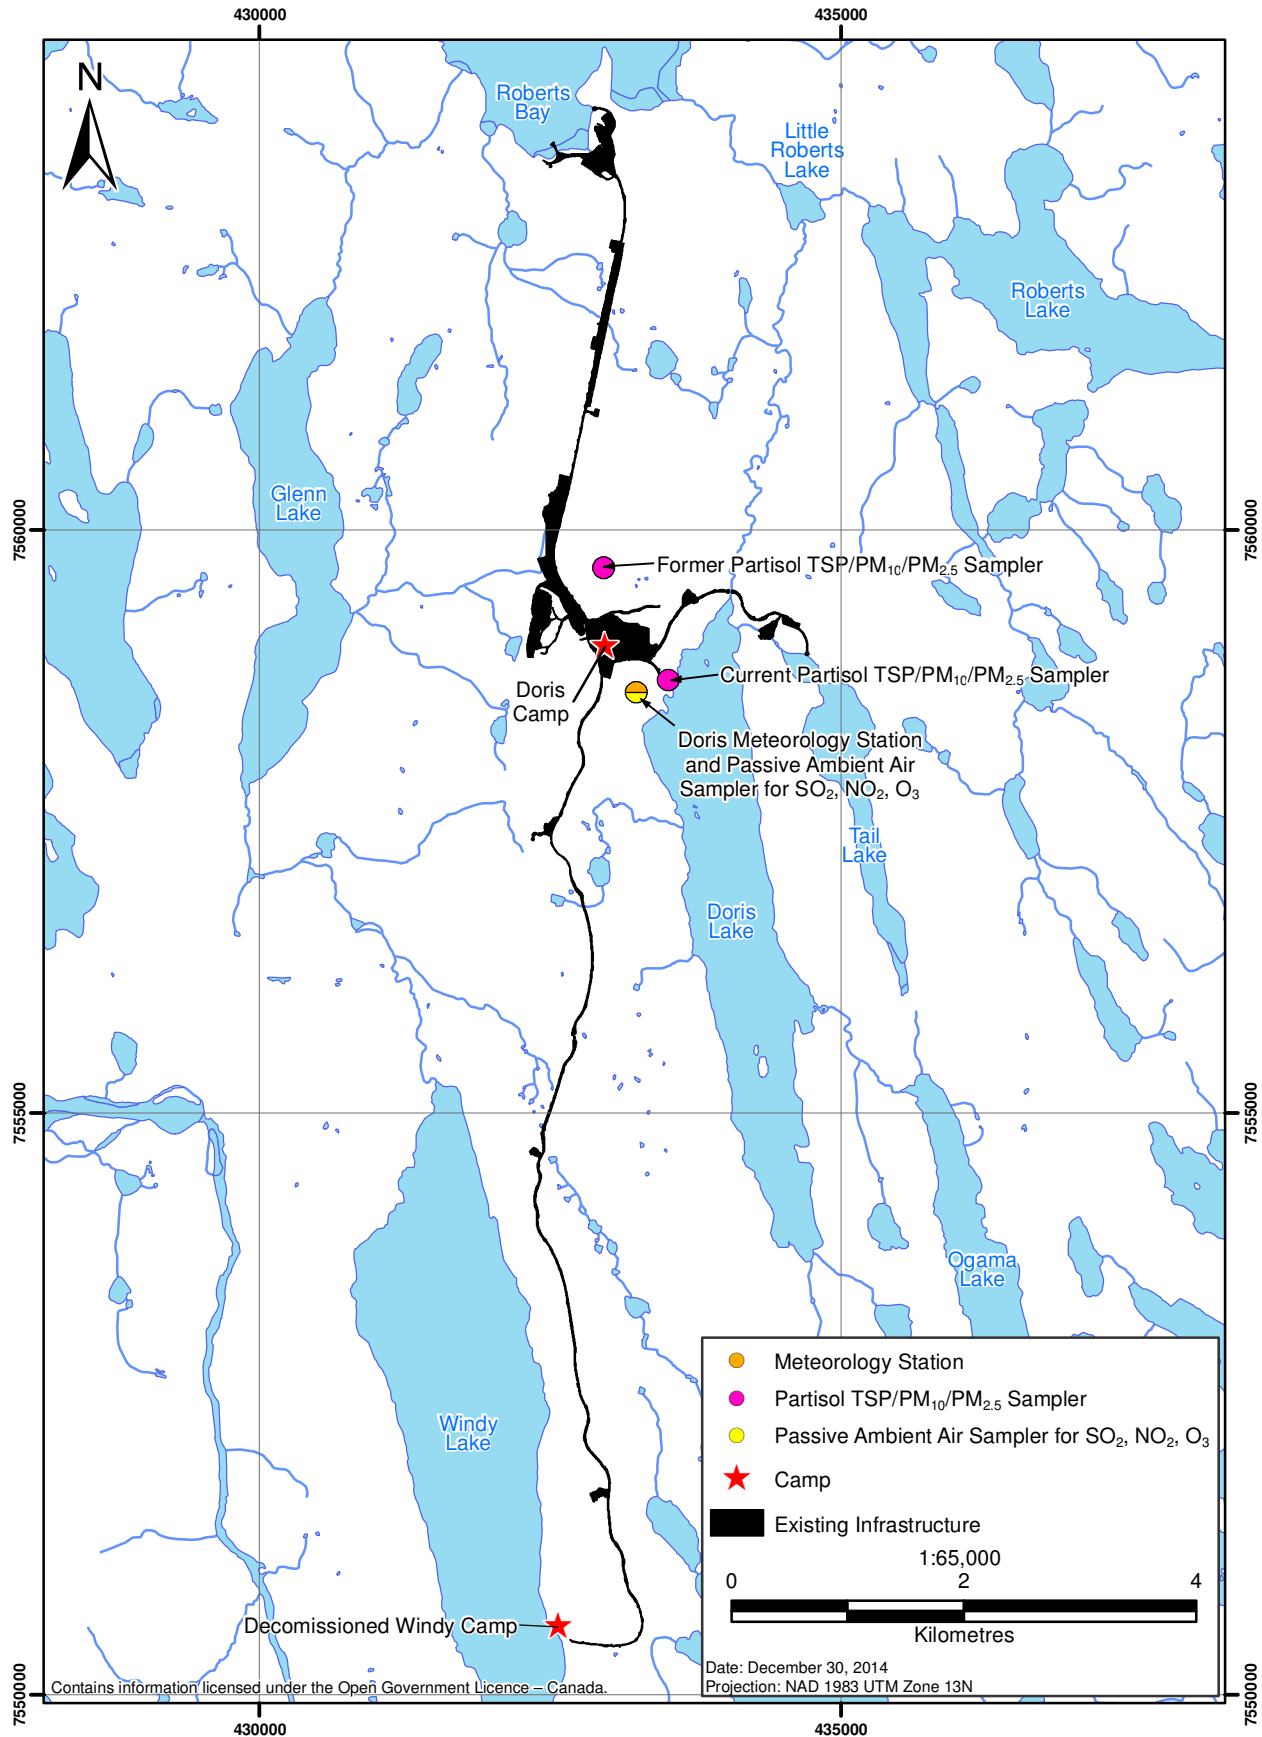 430000
435000
N
Roberts
Bay
Little
Roberts
Lake
Roberts
Lake
Glenn
Lake
7560000
7560000
Former Partisol TSP/PM₁₀/PM₂.₅ Sampler
Current Partisol TSP/PM₁₀/PM₂.₅ Sampler
Doris
Camp
Doris Meteorology Station
and Passive Ambient Air
Sampler for SO₂, NO₂, O₃
Tail
Lake
Doris
Lake
7555000
7555000
Ogama
Lake
Windy
Lake
Meteorology Station
Partisol TSP/PM₁₀/PM₂.₅ Sampler
Passive Ambient Air Sampler for SO₂, NO₂, O₃
Camp
Existing Infrastructure
1:65,000
0 2 4
Kilometres
Decomissioned Windy Camp
Date: December 30, 2014
Projection: NAD 1983 UTM Zone 13N
Contains information licensed under the Open Government Licence – Canada.
7550000
7550000
430000
435000